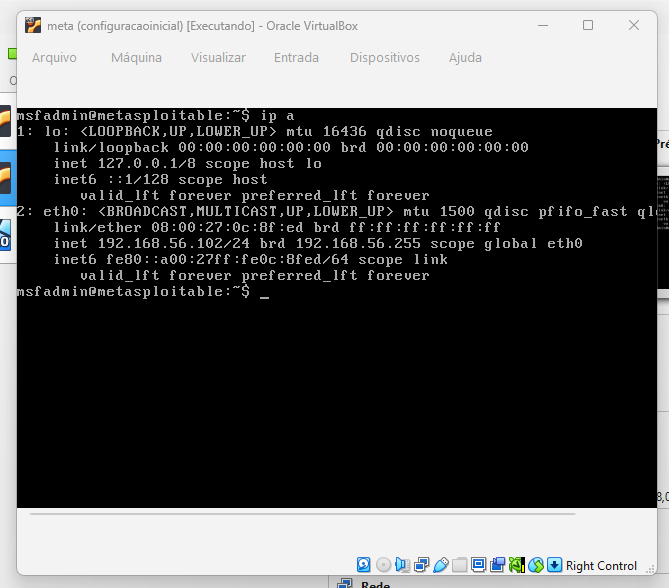 meta (configuracaoinicial) [Executando] - Oracle VirtualBox
Arquivo Máquina Visualizar Entrada Dispositivos Ajuda
msfadmin@metasploitable:~$ ip a
1: lo: <LOOPBACK,UP,LOWER_UP> mtu 16436 qdisc noqueue
    link/loopback 00:00:00:00:00:00 brd 00:00:00:00:00:00
    inet 127.0.0.1/8 scope host lo
    inet6 ::1/128 scope host
       valid_lft forever preferred_lft forever
2: eth0: <BROADCAST,MULTICAST,UP,LOWER_UP> mtu 1500 qdisc pfifo_fast qle
    link/ether 08:00:27:0c:8f:ed brd ff:ff:ff:ff:ff:ff
    inet 192.168.56.102/24 brd 192.168.56.255 scope global eth0
    inet6 fe80::a00:27ff:fe0c:8fed/64 scope link
       valid_lft forever preferred_lft forever
msfadmin@metasploitable:~$ _
Right Control
Rede